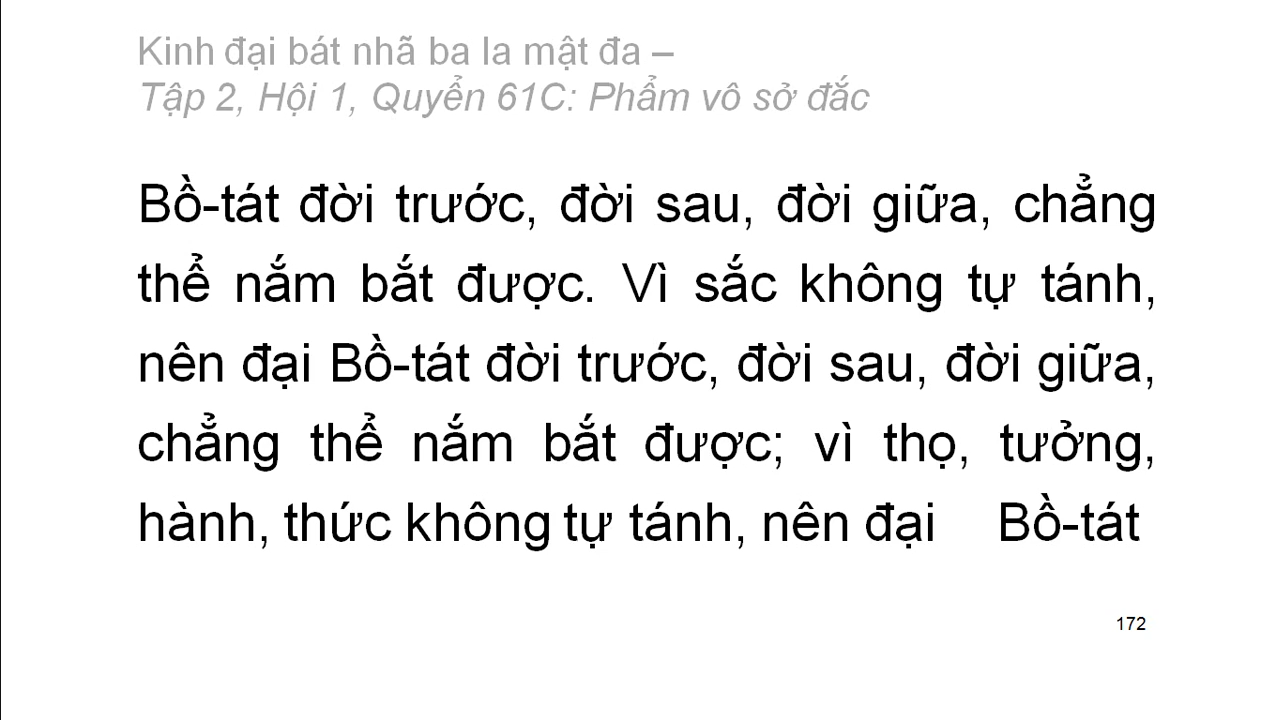 Kinh đại bát nhã ba la mật đa –
Tập 2, Hội 1, Quyển 61C: Phẩm vô sở đắc
Bồ-tát đời trước, đời sau, đời giữa, chẳng
thể nắm bắt được. Vì sắc không tự tánh,
nên đại Bồ-tát đời trước, đời sau, đời giữa,
chẳng thể nắm bắt được; vì thọ, tưởng,
hành, thức không tự tánh, nên đại Bồ-tát
172